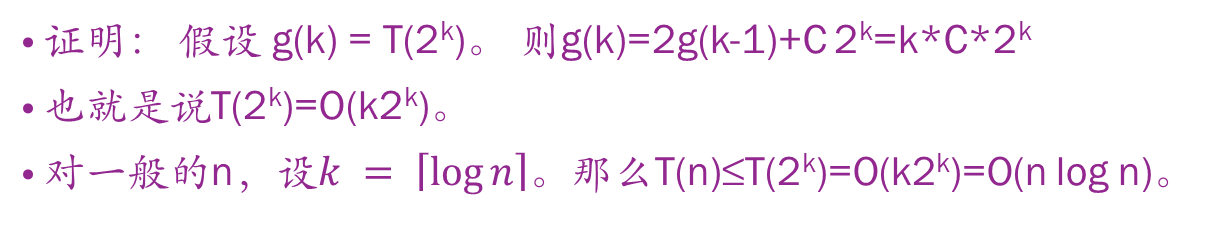 • 证明： 假设 g(k) = T(2ᵏ)。 则g(k)=2g(k-1)+C 2ᵏ=k*C*2ᵏ
• 也就是说T(2ᵏ)=O(k2ᵏ)。
• 对一般的n，设k = ⌈log n⌉。那么T(n)≤T(2ᵏ)=O(k2ᵏ)=O(n log n)。